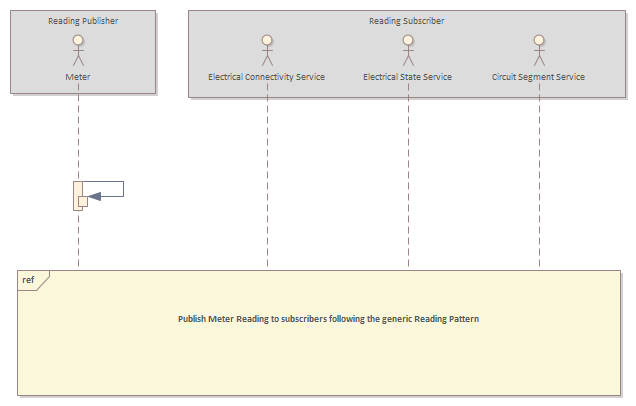 Reading Publisher
Reading Subscriber
Meter
Electrical Connectivity Service
Electrical State Service
Circuit Segment Service
ref
Publish Meter Reading to subscribers following the generic Reading Pattern